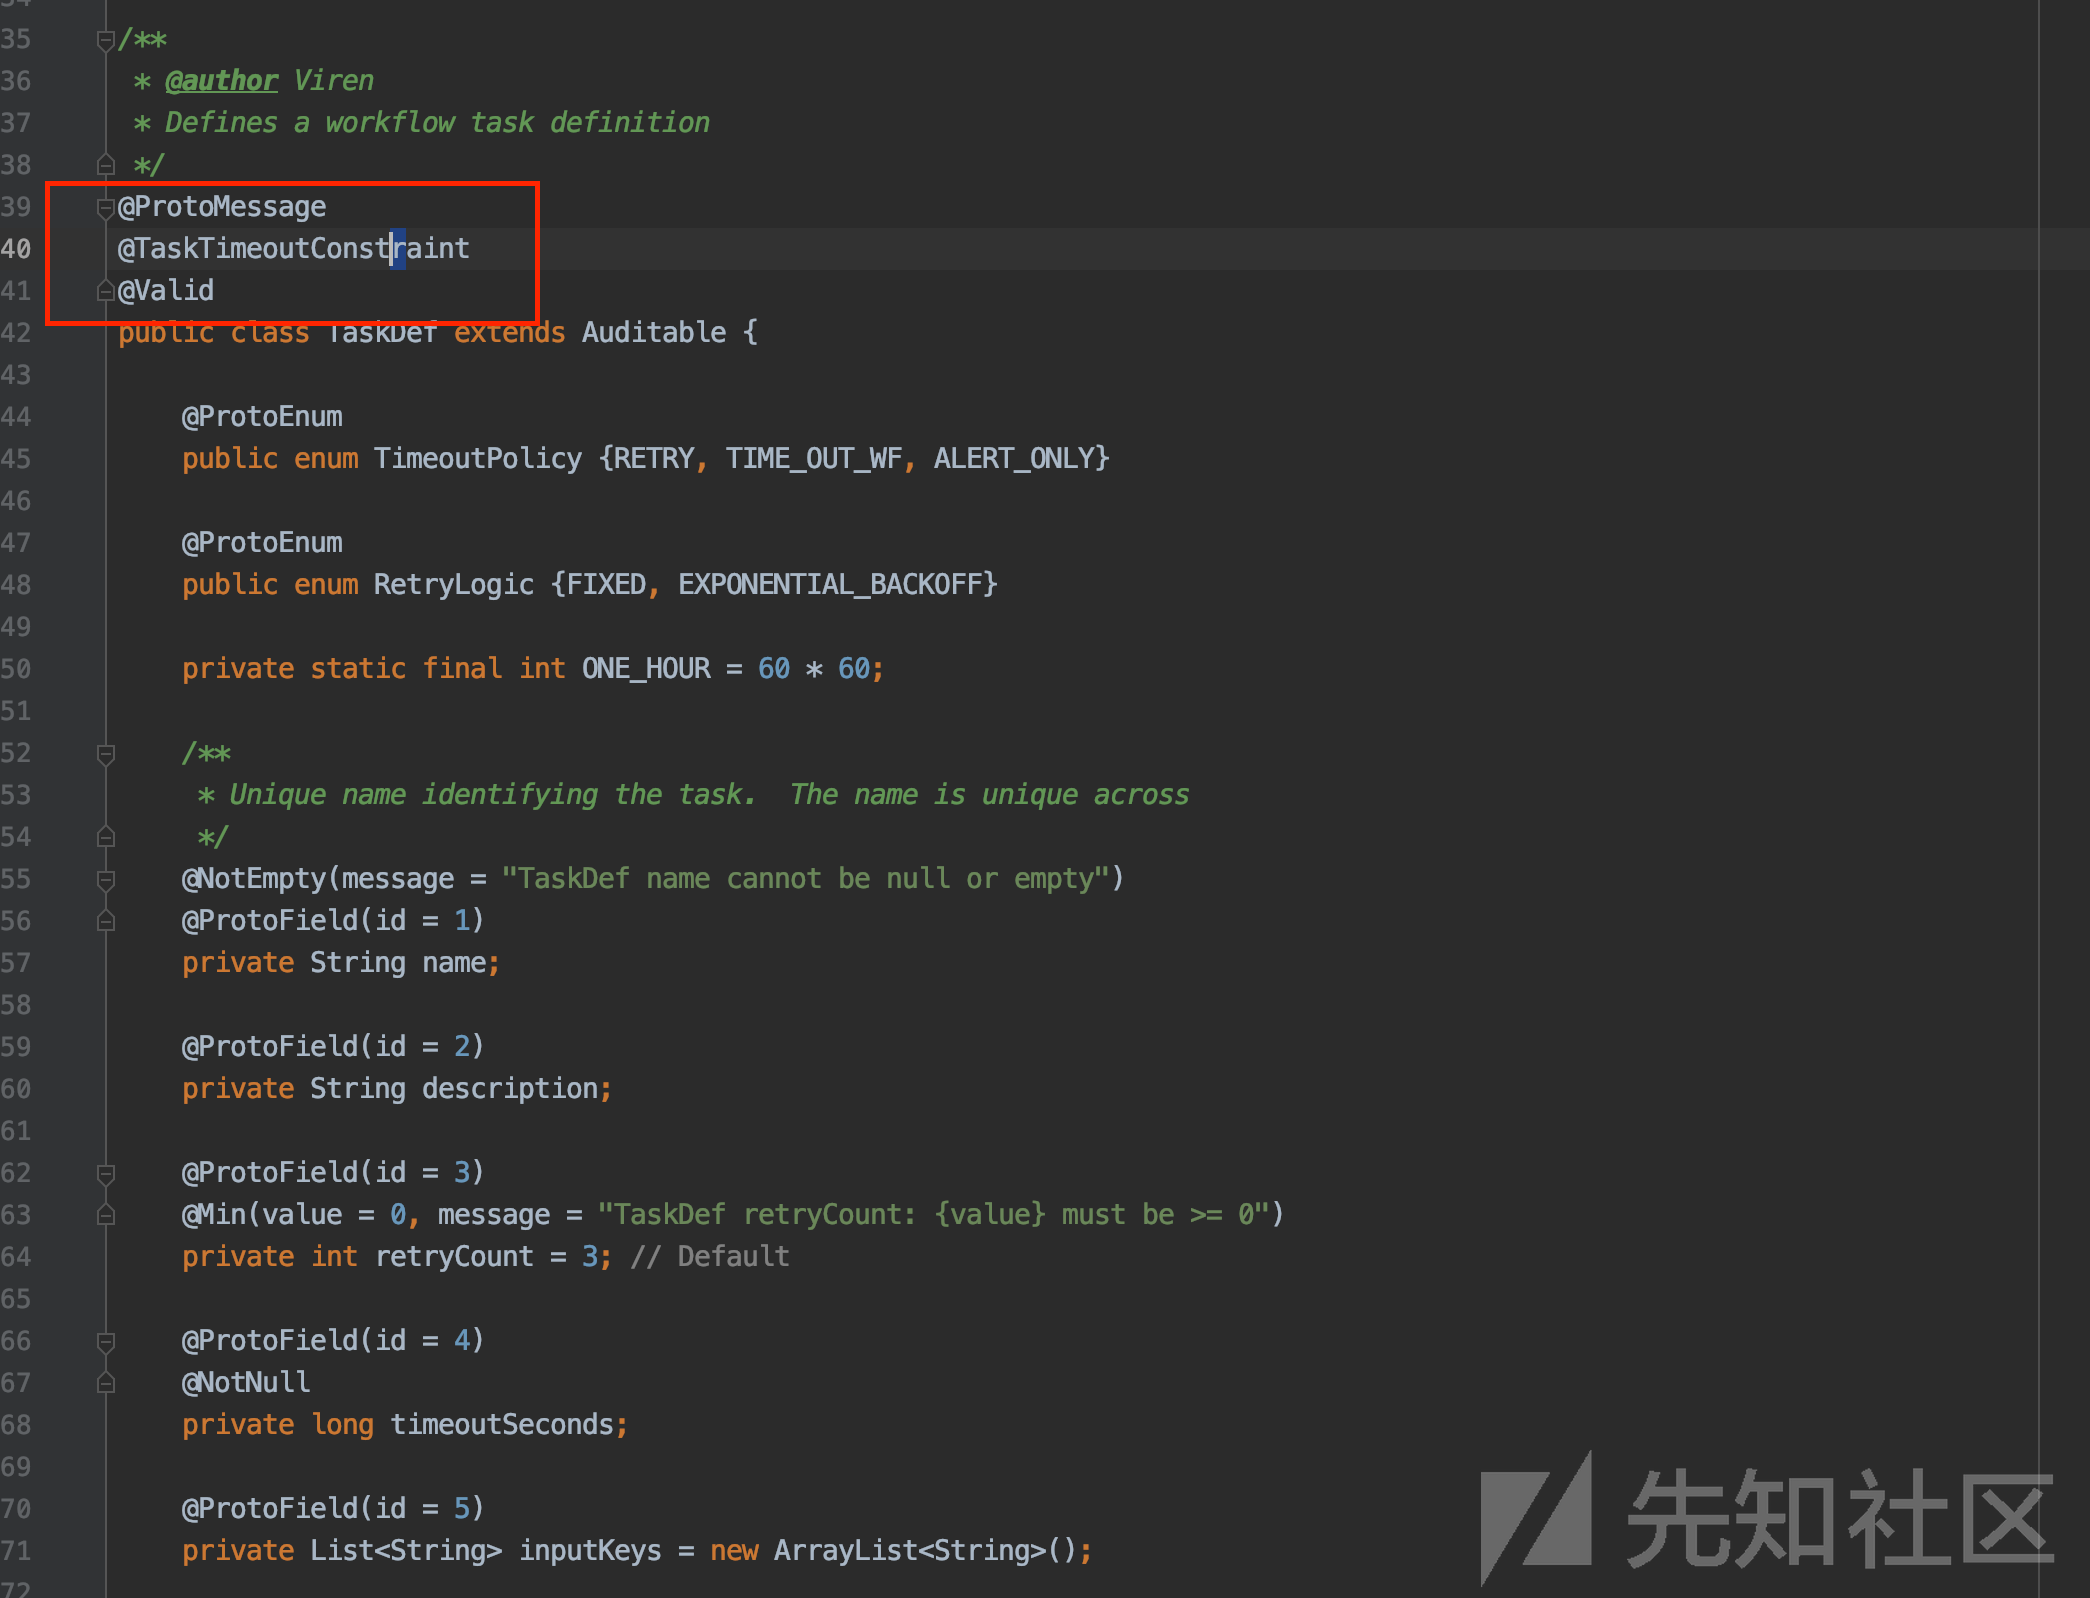 34
35 /**
36 * @author Viren
37 * Defines a workflow task definition
38 */
39 @ProtoMessage
40 @TaskTimeoutConstraint
41 @Valid
42 public class TaskDef extends Auditable {
43
44 @ProtoEnum
45 public enum TimeoutPolicy {RETRY, TIME_OUT_WF, ALERT_ONLY}
46
47 @ProtoEnum
48 public enum RetryLogic {FIXED, EXPONENTIAL_BACKOFF}
49
50 private static final int ONE_HOUR = 60 * 60;
51
52 /**
53 * Unique name identifying the task.  The name is unique across
54 */
55 @NotEmpty(message = "TaskDef name cannot be null or empty")
56 @ProtoField(id = 1)
57 private String name;
58
59 @ProtoField(id = 2)
60 private String description;
61
62 @ProtoField(id = 3)
63 @Min(value = 0, message = "TaskDef retryCount: {value} must be >= 0")
64 private int retryCount = 3; // Default
65
66 @ProtoField(id = 4)
67 @NotNull
68 private long timeoutSeconds;
69
70 @ProtoField(id = 5)
71 private List<String> inputKeys = new ArrayList<String>();
72
先知社区